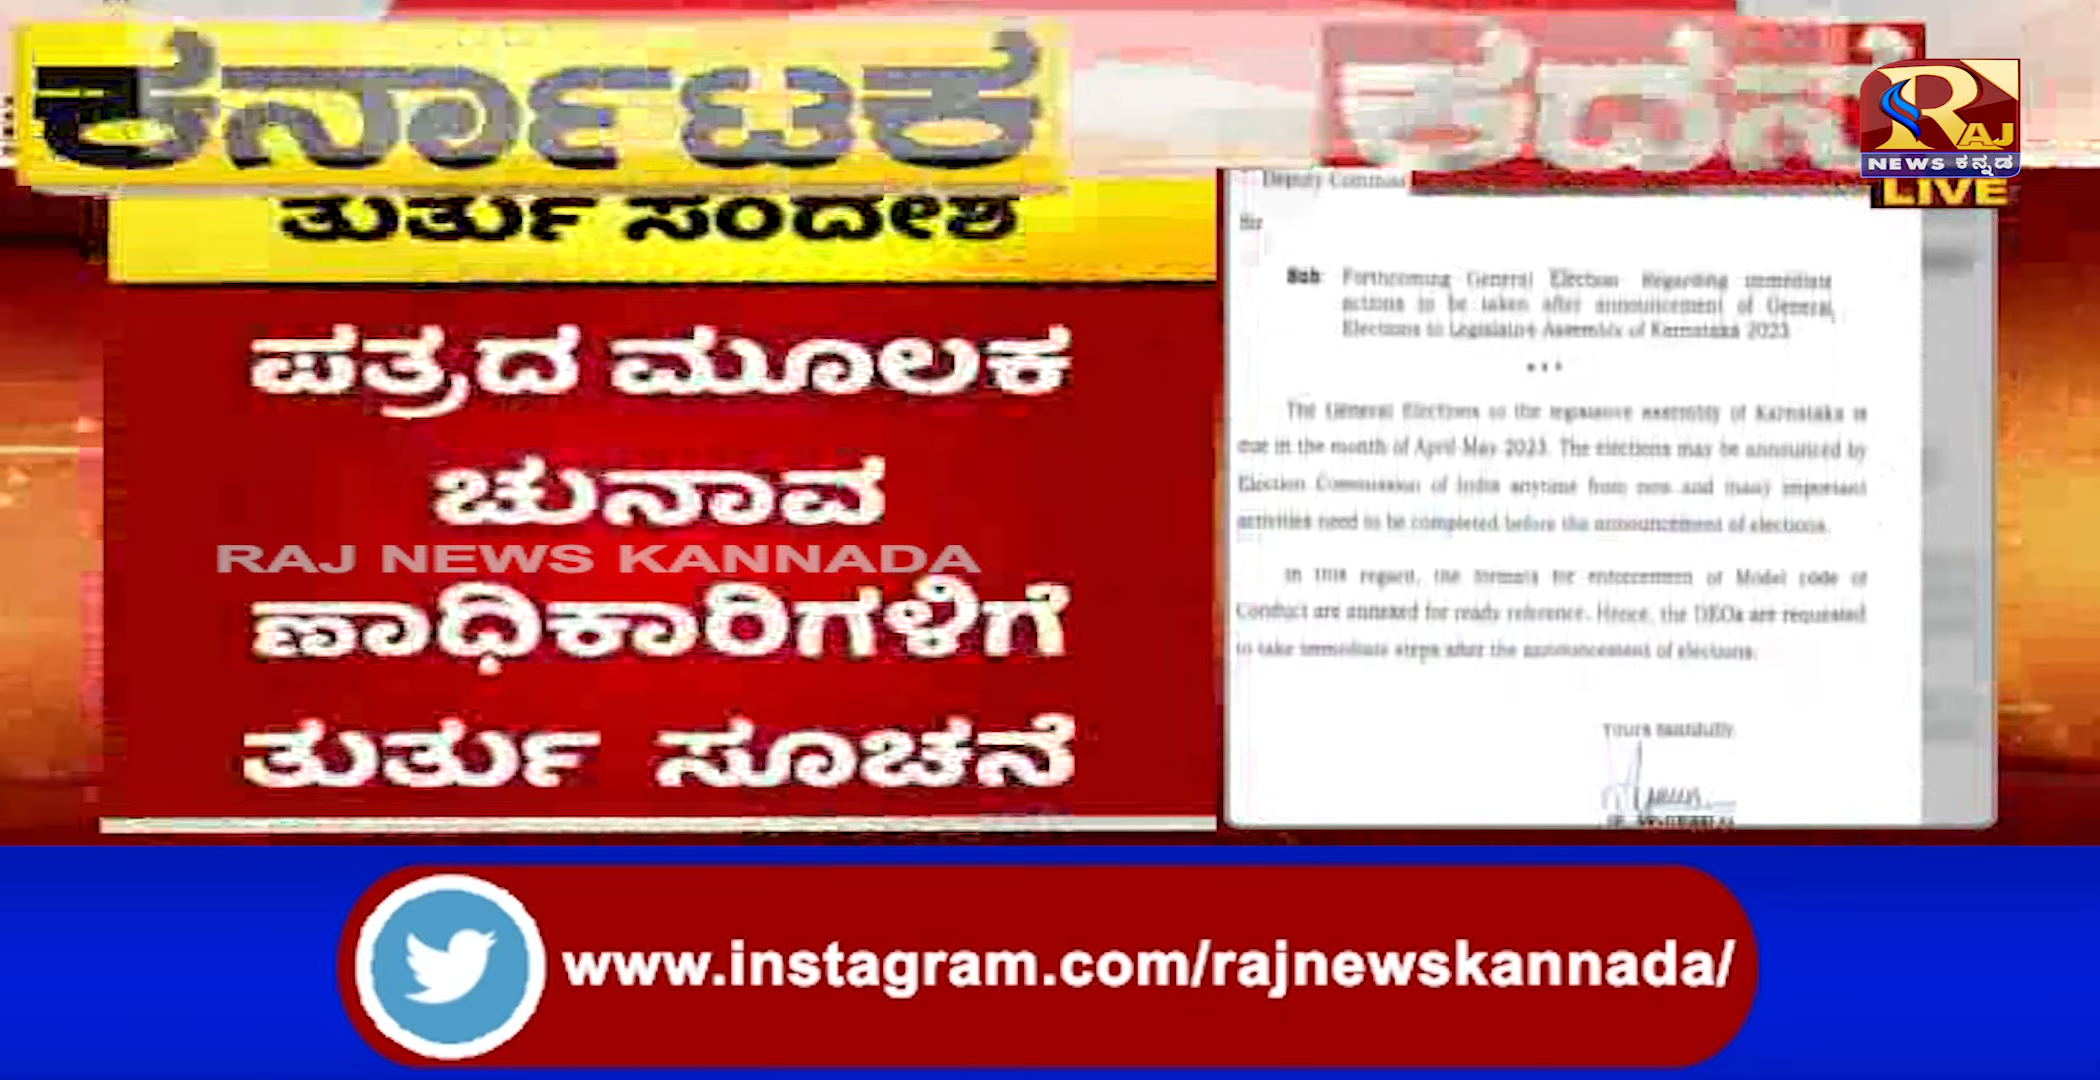 ಕರ್ನಾಟಕ ಕದನ
RAJ
NEWS ಕನ್ನಡ
LIVE
ತುರ್ತು ಸಂದೇಶ
ಪತ್ರದ ಮೂಲಕ
ಚುನಾವ
RAJ NEWS KANNADA
ಣಾಧಿಕಾರಿಗಳಿಗೆ
ತುರ್ತು ಸೂಚನೆ
Deputy Commiss
Sir
Sub: Forthcoming General Election Regarding immediate
actions to be taken after announcement of General
Elections to Legislative Assembly of Karnataka 2023
***
The General Elections to the legislative assembly of Karnataka is
due in the month of April-May 2023. The elections may be announced by
Election Commission of India anytime from now and many important
activities need to be completed before the announcement of elections.
In this regard, the formats for enforcement of Model code of
Conduct are annexed for ready reference. Hence, the DEOs are requested
to take immediate steps after the announcement of elections.
Yours faithfully
www.instagram.com/rajnewskannada/